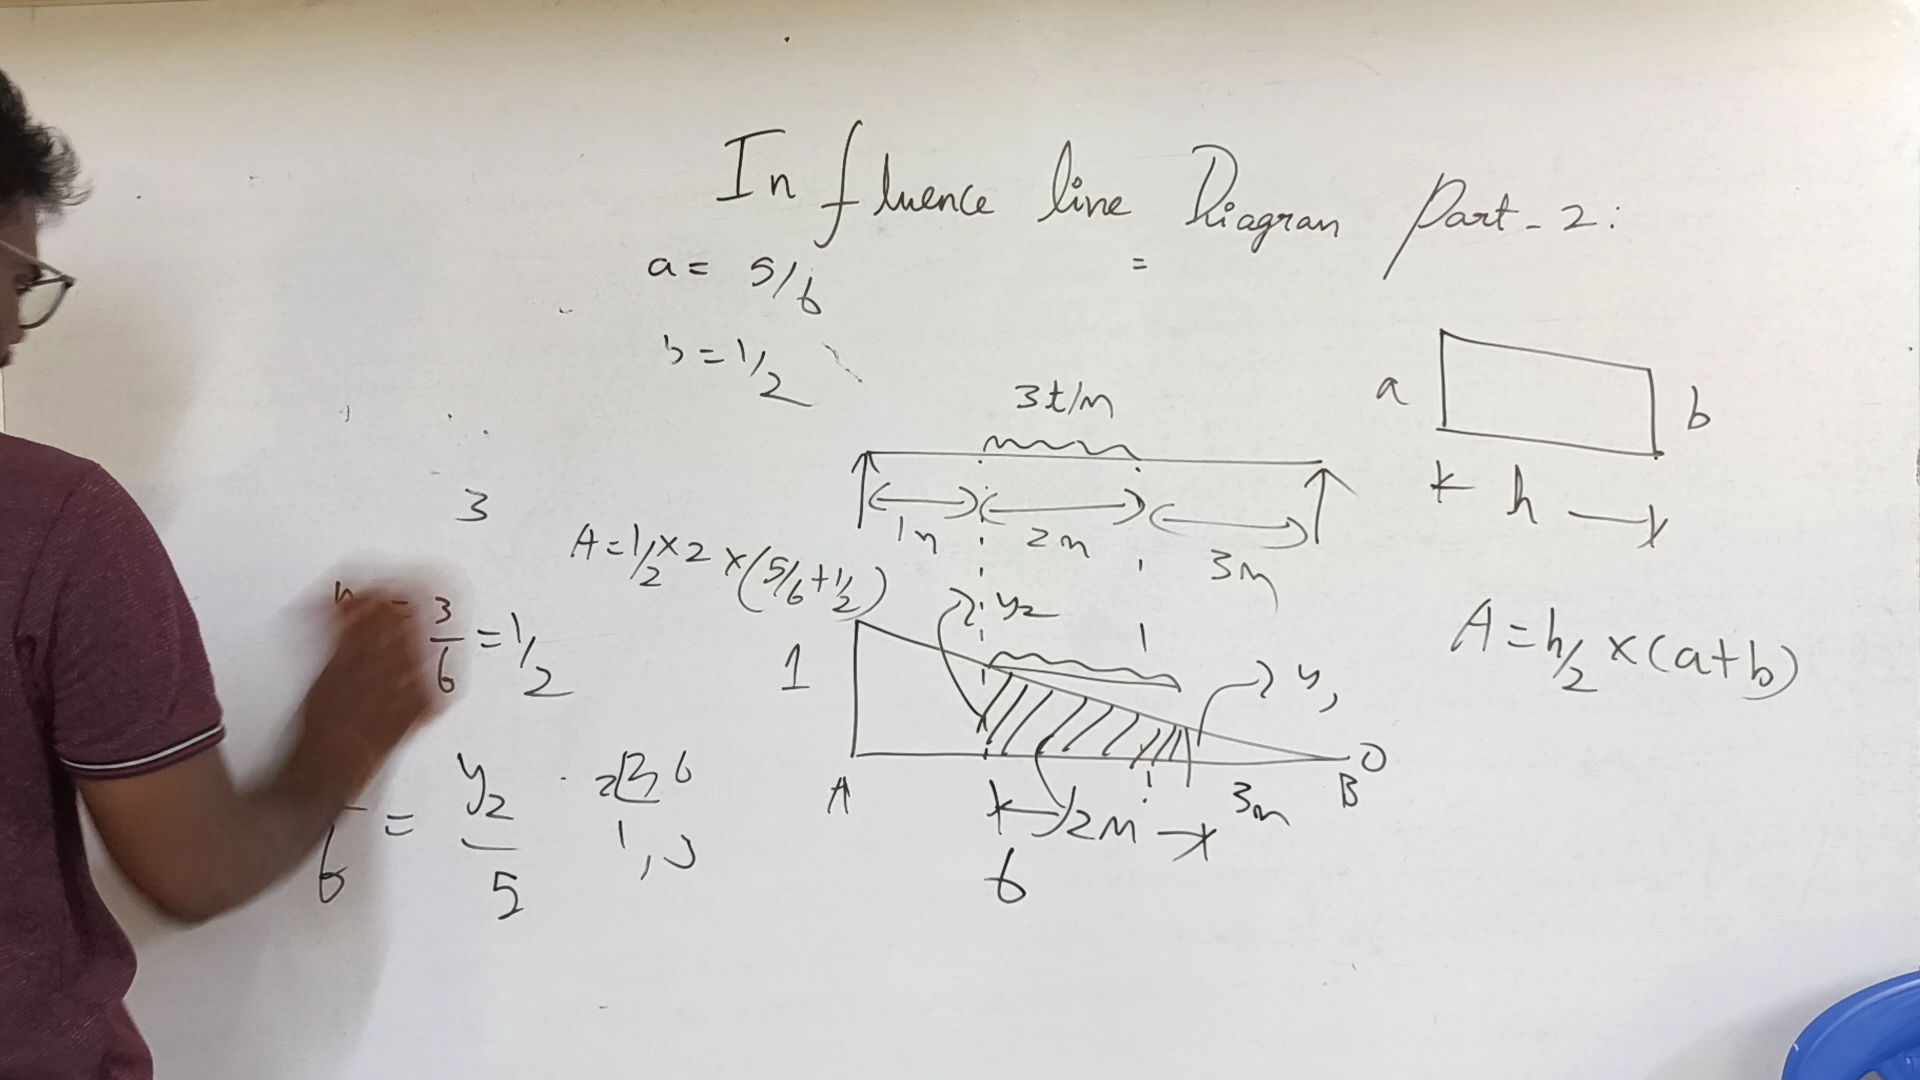 Influence line Diagram Part-2:
=
a = 5/6
b = 1/2
3t/m
a
b
h
1m
2m
3m
3
A = 1/2 x 2 x (5/6 + 1/2)
A = h/2 x (a+b)
3/6 = 1/2
1
y2
y1
A
B
0
2m
3m
6
6 = y2/5